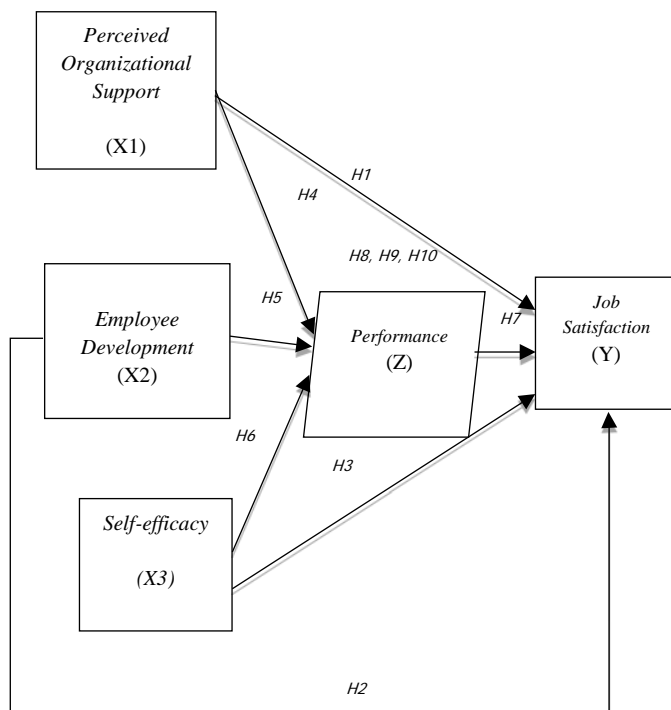 Perceived
Organizational
Support
(X1)
H1
H4
H8, H9, H10
H5
Employee
Development
(X2)
Performance
(Z)
H7
Job
Satisfaction
(Y)
H6
H3
Self-efficacy
(X3)
H2